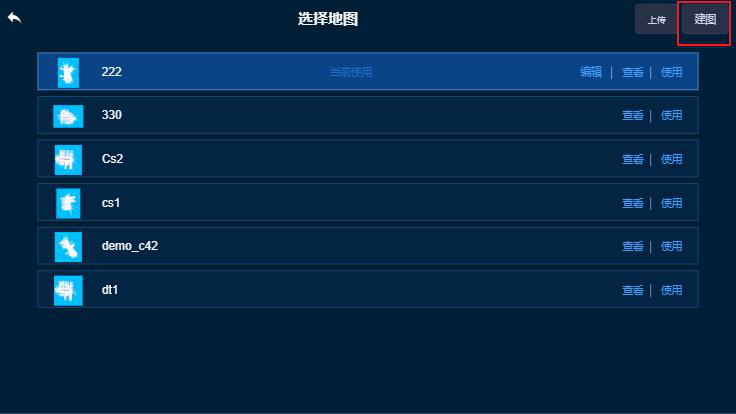 选择地图 上传 建图
222 当前使用 编辑 | 查看 | 使用
330 查看 | 使用
Cs2 查看 | 使用
cs1 查看 | 使用
demo_c42 查看 | 使用
dt1 查看 | 使用